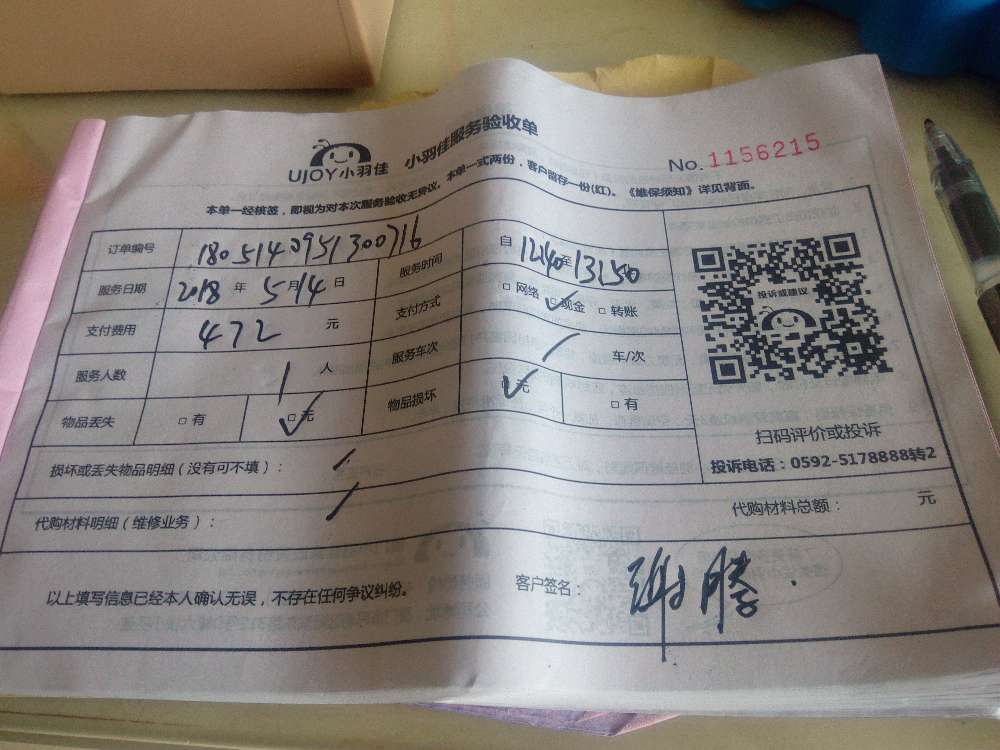 UJOY小羽佳 小羽佳服务验收单
No. 1156215
本单一经核签，即视为对本次服务验收无异议。本单一式两份，客户留存一份(红)。《维保须知》详见背面。
订单编号 1805140951300716 服务时间 自 12:40 至 13:50
服务日期 2018 年 5 月 14 日 支付方式 □ 网络 ☑ 现金 □ 转账
支付费用 472 元 服务车次 / 车/次
服务人数 1 人 物品损坏 ☑ 无 □ 有
物品丢失 □ 有 ☑ 无
投诉或建议
扫码评价或投诉
投诉电话：0592-5178888转2
损坏或丢失物品明细（没有可不填）： /
代购材料明细（维修业务）： / 代购材料总额： 元
以上填写信息已经本人确认无误，不存在任何争议纠纷。 客户签名： 谢腾